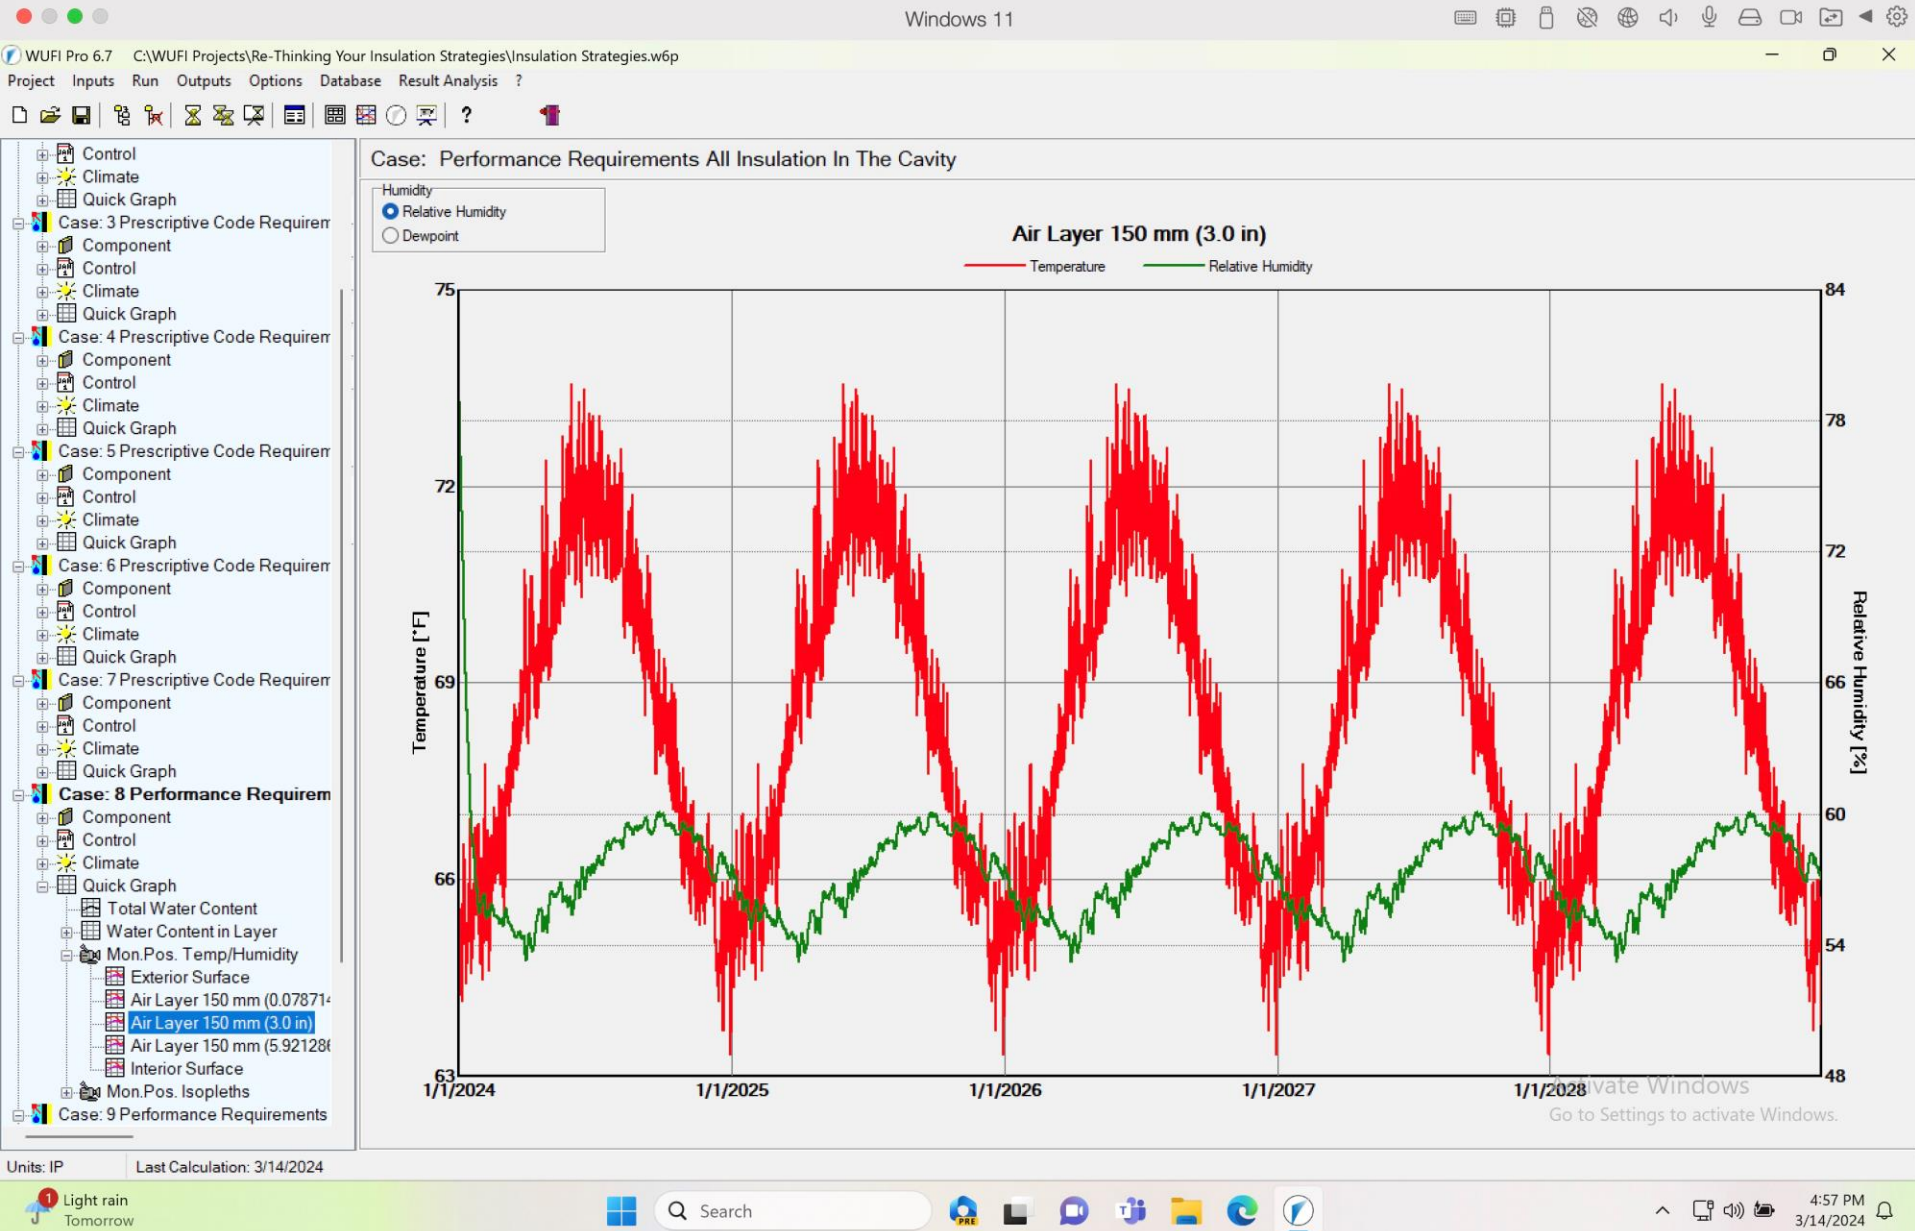 Windows 11
WUFI Pro 6.7 C:\WUFI Projects\Re-Thinking Your Insulation Strategies\Insulation Strategies.w6p
Project Inputs Run Outputs Options Database Result Analysis ?
Control
Climate
Quick Graph
Case: 3 Prescriptive Code Requirem
Component
Control
Climate
Quick Graph
Case: 4 Prescriptive Code Requirem
Component
Control
Climate
Quick Graph
Case: 5 Prescriptive Code Requirem
Component
Control
Climate
Quick Graph
Case: 6 Prescriptive Code Requirem
Component
Control
Climate
Quick Graph
Case: 7 Prescriptive Code Requirem
Component
Control
Climate
Quick Graph
Case: 8 Performance Requirem
Component
Control
Climate
Quick Graph
Total Water Content
Water Content in Layer
Mon.Pos. Temp/Humidity
Exterior Surface
Air Layer 150 mm (0.078714
Air Layer 150 mm (3.0 in)
Air Layer 150 mm (5.921286
Interior Surface
Mon.Pos. Isopleths
Case: 9 Performance Requirements
Case: Performance Requirements All Insulation In The Cavity
Humidity
Relative Humidity
Dewpoint
Air Layer 150 mm (3.0 in)
Temperature Relative Humidity
75 84
78
72
72
69 66
60
66
54
63 48
Temperature [°F]
Relative Humidity [%]
1/1/2024 1/1/2025 1/1/2026 1/1/2027 1/1/2028
Activate Windows
Go to Settings to activate Windows.
Units: IP Last Calculation: 3/14/2024
1 Light rain
Tomorrow
Search
PRE
4:57 PM
3/14/2024